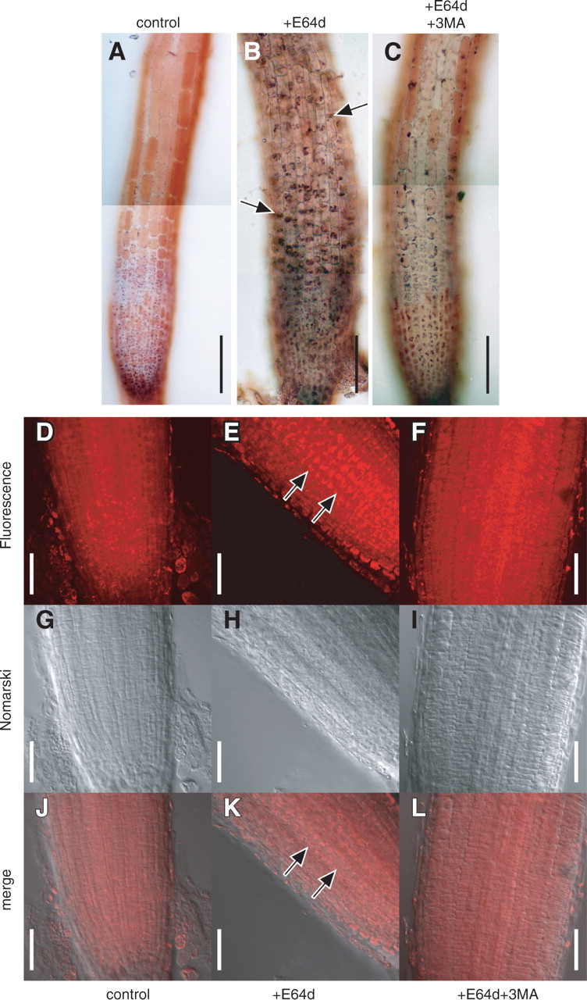 control
+E64d
+E64d
+3MA
A
B
C
D
E
F
Fluorescence
G
H
I
Nomarski
J
K
L
merge
control
+E64d
+E64d+3MA